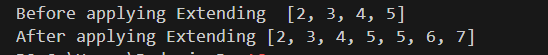 Before applying Extending  [2, 3, 4, 5]
After applying Extending [2, 3, 4, 5, 5, 6, 7]